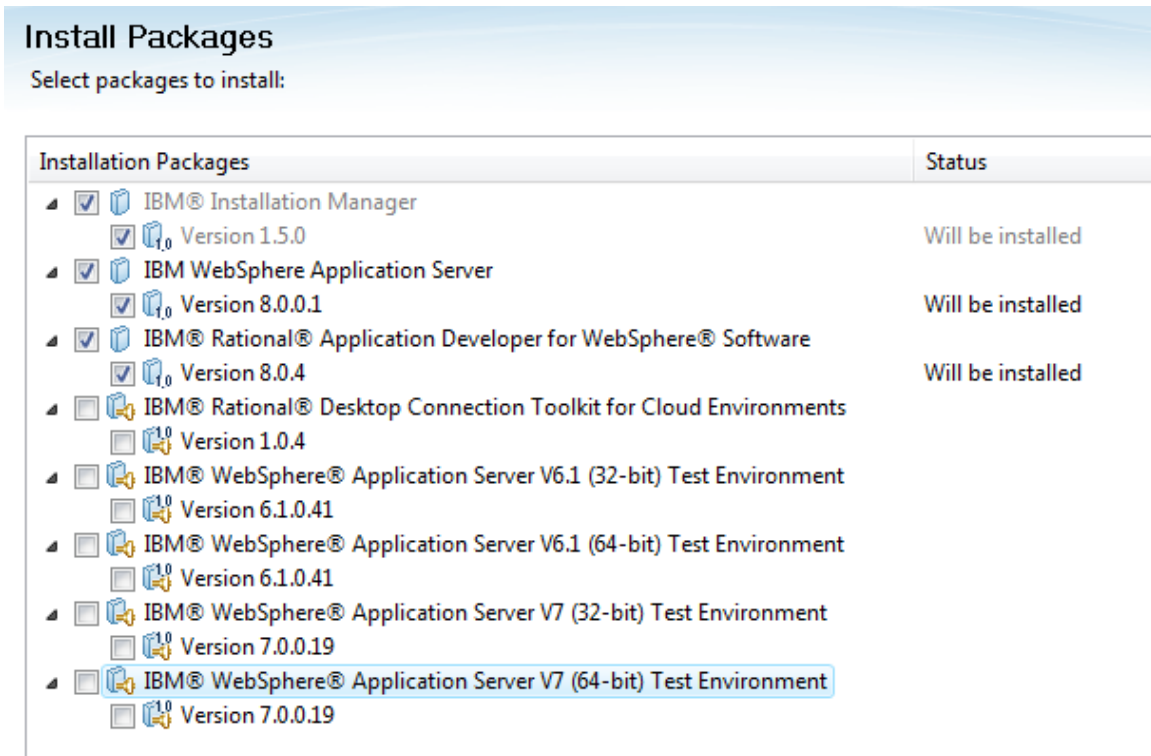 Install Packages
Select packages to install:
Installation Packages Status
IBM® Installation Manager
Version 1.5.0 Will be installed
IBM WebSphere Application Server
Version 8.0.0.1 Will be installed
IBM® Rational® Application Developer for WebSphere® Software
Version 8.0.4 Will be installed
IBM® Rational® Desktop Connection Toolkit for Cloud Environments
Version 1.0.4
IBM® WebSphere® Application Server V6.1 (32-bit) Test Environment
Version 6.1.0.41
IBM® WebSphere® Application Server V6.1 (64-bit) Test Environment
Version 6.1.0.41
IBM® WebSphere® Application Server V7 (32-bit) Test Environment
Version 7.0.0.19
IBM® WebSphere® Application Server V7 (64-bit) Test Environment
Version 7.0.0.19